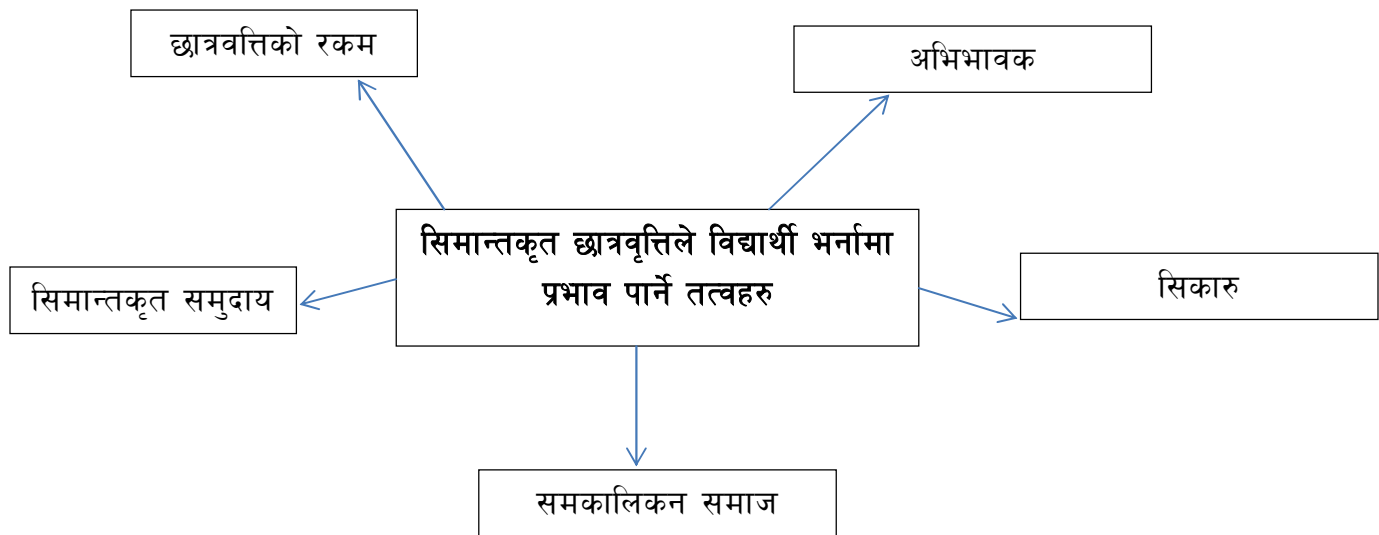 छात्रवत्तिको रकम
अभिभावक
सिमान्तकृत छात्रवृत्तिले विद्यार्थी भर्नामा
प्रभाव पार्ने तत्वहरु
सिमान्तकृत समुदाय
सिकारु
समकालिकन समाज